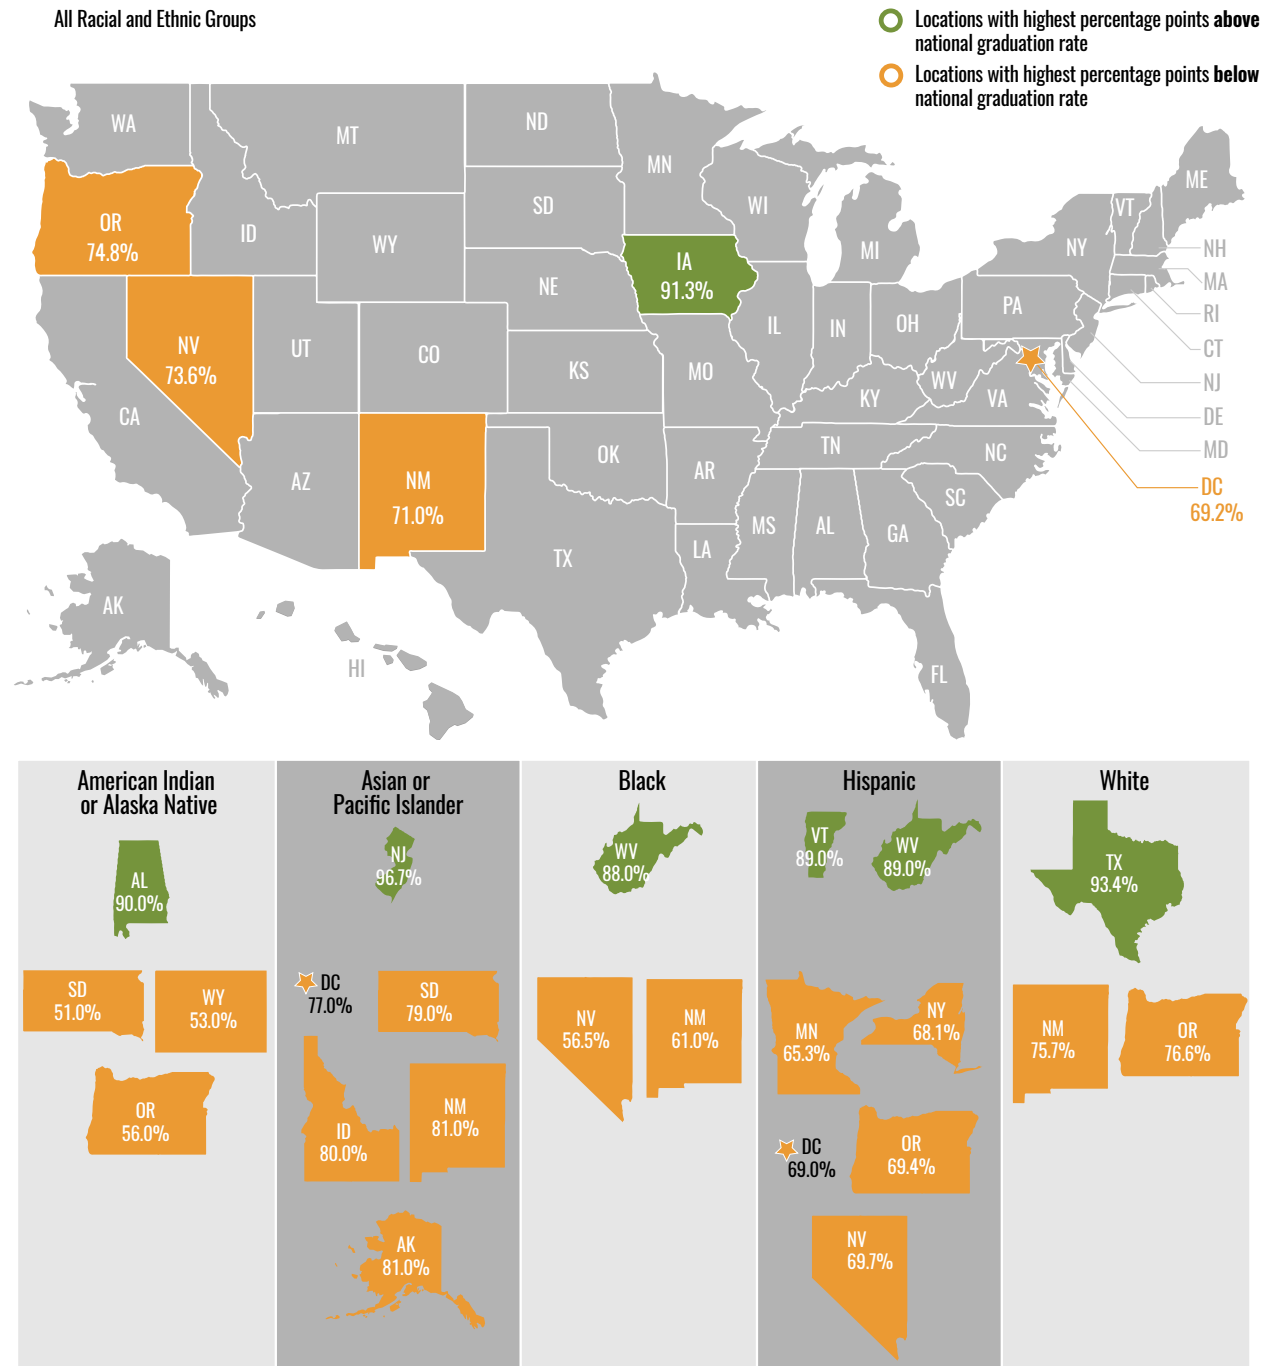 All Racial and Ethnic Groups
Locations with highest percentage points above
national graduation rate
Locations with highest percentage points below
national graduation rate
WA
MT
ND
MN
OR
74.8%
ID
WY
SD
WI
MI
NY
VT
ME
NH
MA
RI
CT
NJ
DE
MD
DC
69.2%
IA
91.3%
NE
NV
73.6%
UT
CO
KS
MO
IL
IN
OH
PA
WV
VA
KY
CA
AZ
NM
71.0%
OK
AR
TN
NC
SC
MS
AL
GA
LA
TX
FL
AK
HI
American Indian
or Alaska Native
AL
90.0%
SD
51.0%
WY
53.0%
OR
56.0%
Asian or
Pacific Islander
NJ
96.7%
DC
77.0%
SD
79.0%
ID
80.0%
NM
81.0%
AK
81.0%
Black
WV
88.0%
NV
56.5%
NM
61.0%
Hispanic
VT
89.0%
WV
89.0%
MN
65.3%
NY
68.1%
DC
69.0%
OR
69.4%
NV
69.7%
White
TX
93.4%
NM
75.7%
OR
76.6%